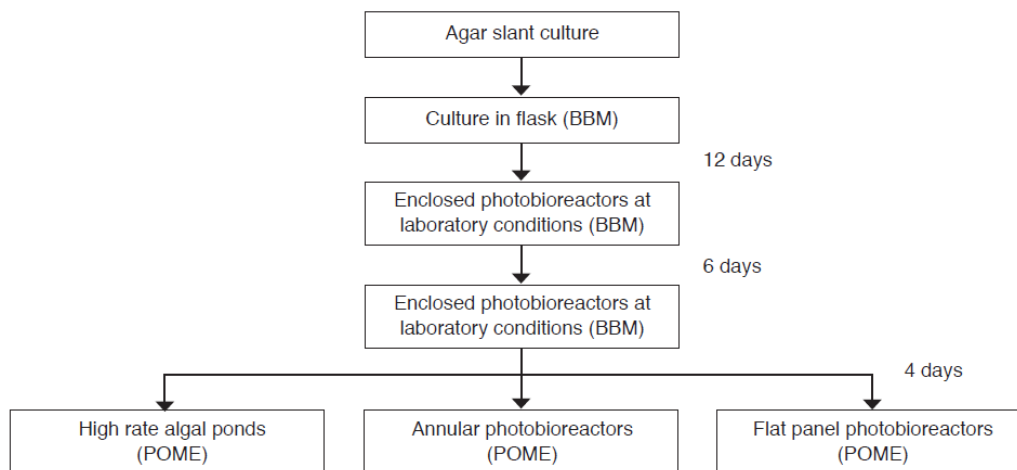 Agar slant culture
Culture in flask (BBM)
12 days
Enclosed photobioreactors at
laboratory conditions (BBM)
6 days
Enclosed photobioreactors at
laboratory conditions (BBM)
4 days
High rate algal ponds
(POME)
Annular photobioreactors
(POME)
Flat panel photobioreactors
(POME)